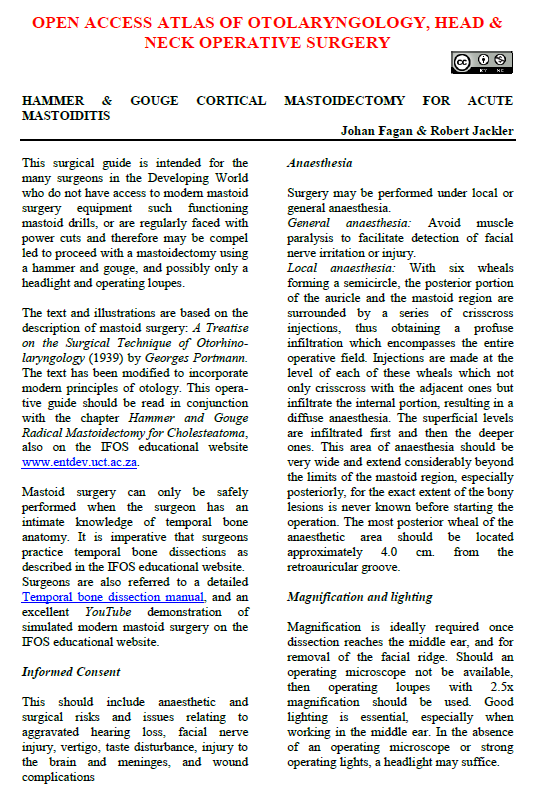 OPEN ACCESS ATLAS OF OTOLARYNGOLOGY, HEAD &
NECK OPERATIVE SURGERY
cc
BY NC
HAMMER & GOUGE CORTICAL MASTOIDECTOMY FOR ACUTE
MASTOIDITIS
Johan Fagan & Robert Jackler
This surgical guide is intended for the
many surgeons in the Developing World
who do not have access to modern mastoid
surgery equipment such functioning
mastoid drills, or are regularly faced with
power cuts and therefore may be compel
led to proceed with a mastoidectomy using
a hammer and gouge, and possibly only a
headlight and operating loupes.
The text and illustrations are based on the
description of mastoid surgery: A Treatise
on the Surgical Technique of Otorhino-
laryngology (1939) by Georges Portmann.
The text has been modified to incorporate
modern principles of otology. This opera-
tive guide should be read in conjunction
with the chapter Hammer and Gouge
Radical Mastoidectomy for Cholesteatoma,
also on the IFOS educational website
www.entdev.uct.ac.za.
Mastoid surgery can only be safely
performed when the surgeon has an
intimate knowledge of temporal bone
anatomy. It is imperative that surgeons
practice temporal bone dissections as
described in the IFOS educational website.
Surgeons are also referred to a detailed
Temporal bone dissection manual, and an
excellent YouTube demonstration of
simulated modern mastoid surgery on the
IFOS educational website.
Informed Consent
This should include anaesthetic and
surgical risks and issues relating to
aggravated hearing loss, facial nerve
injury, vertigo, taste disturbance, injury to
the brain and meninges, and wound
complications
Anaesthesia
Surgery may be performed under local or
general anaesthesia.
General anaesthesia: Avoid muscle
paralysis to facilitate detection of facial
nerve irritation or injury.
Local anaesthesia: With six wheals
forming a semicircle, the posterior portion
of the auricle and the mastoid region are
surrounded by a series of crisscross
injections, thus obtaining a profuse
infiltration which encompasses the entire
operative field. Injections are made at the
level of each of these wheals which not
only crisscross with the adjacent ones but
infiltrate the internal portion, resulting in a
diffuse anaesthesia. The superficial levels
are infiltrated first and then the deeper
ones. This area of anaesthesia should be
very wide and extend considerably beyond
the limits of the mastoid region, especially
posteriorly, for the exact extent of the bony
lesions is never known before starting the
operation. The most posterior wheal of the
anaesthetic area should be located
approximately 4.0 cm. from the
retroauricular groove.
Magnification and lighting
Magnification is ideally required once
dissection reaches the middle ear, and for
removal of the facial ridge. Should an
operating microscope not be available,
then operating loupes with 2.5x
magnification should be used. Good
lighting is essential, especially when
working in the middle ear. In the absence
of an operating microscope or strong
operating lights, a headlight may suffice.